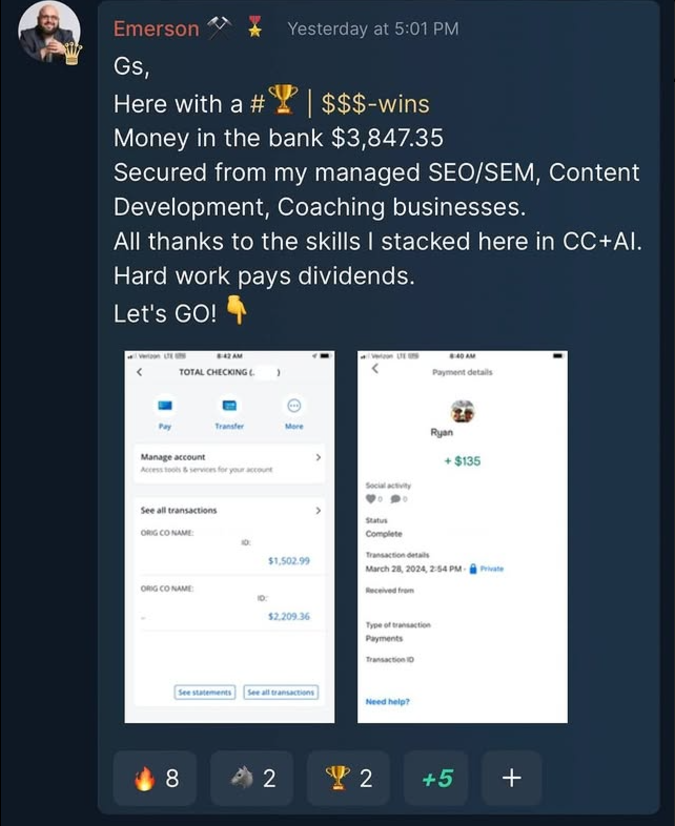 Emerson Yesterday at 5:01 PM
Gs,
Here with a #🏆 | $$$-wins
Money in the bank $3,847.35
Secured from my managed SEO/SEM, Content
Development, Coaching businesses.
All thanks to the skills I stacked here in CC+AI.
Hard work pays dividends.
Let's GO! 👇
Verizon LTE 8:42 AM
TOTAL CHECKING (. )
Pay Transfer More
Manage account
Access tools & services for your account
See all transactions
ORIG CO NAME:
ID:
$1,502.99
ORIG CO NAME:
ID:
-
$2,209.36
See statements See all transactions
Verizon LTE 8:40 AM
Payment details
Ryan
+ $135
Social activity
0 0
Status
Complete
Transaction details
March 28, 2024, 2:54 PM - Private
Received from
Type of transaction
Payments
Transaction ID
Need help?
🔥 8 🐴 2 🏆 2 +5 +